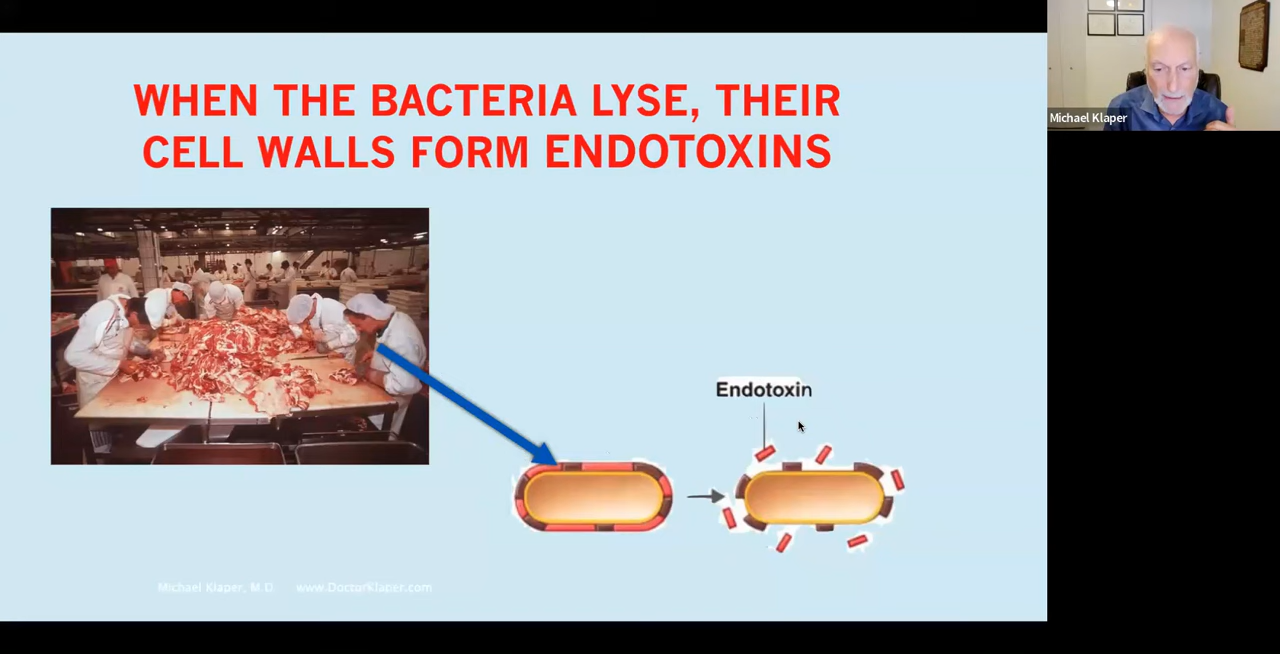 WHEN THE BACTERIA LYSE, THEIR
CELL WALLS FORM ENDOTOXINS
Michael Klaper
Endotoxin
Michael Klaper, M.D. www.DoctorKlaper.com